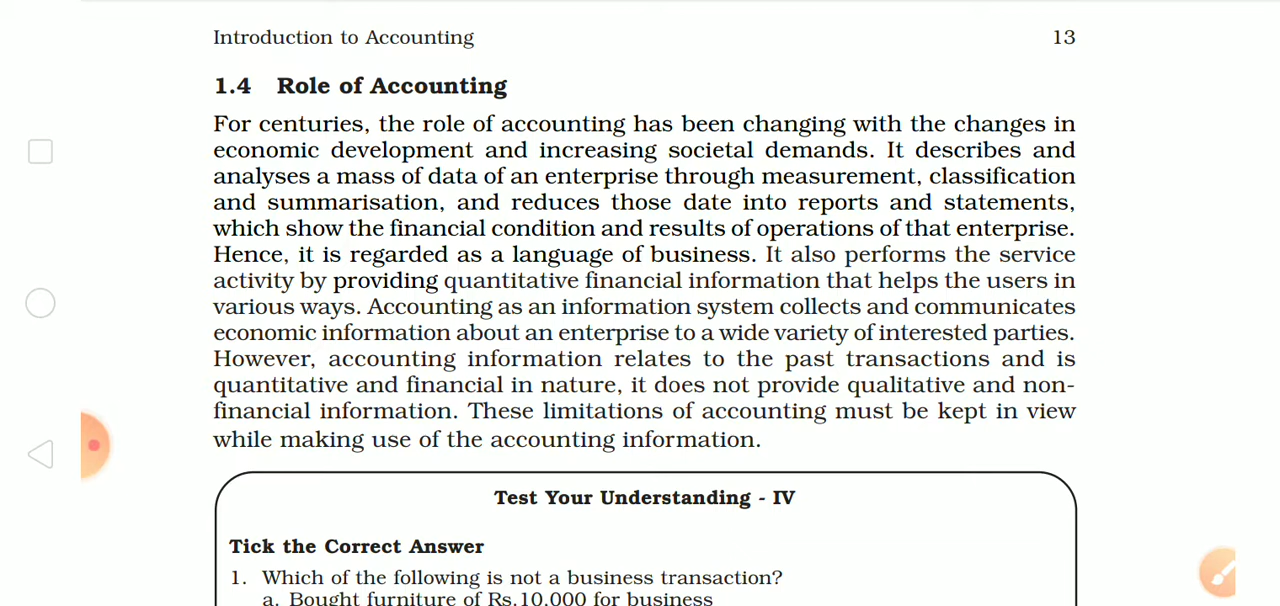 Introduction to Accounting 13
1.4 Role of Accounting
For centuries, the role of accounting has been changing with the changes in
economic development and increasing societal demands. It describes and
analyses a mass of data of an enterprise through measurement, classification
and summarisation, and reduces those date into reports and statements,
which show the financial condition and results of operations of that enterprise.
Hence, it is regarded as a language of business. It also performs the service
activity by providing quantitative financial information that helps the users in
various ways. Accounting as an information system collects and communicates
economic information about an enterprise to a wide variety of interested parties.
However, accounting information relates to the past transactions and is
quantitative and financial in nature, it does not provide qualitative and non-
financial information. These limitations of accounting must be kept in view
while making use of the accounting information.
Test Your Understanding - IV
Tick the Correct Answer
1. Which of the following is not a business transaction?
a. Bought furniture of Rs.10,000 for business